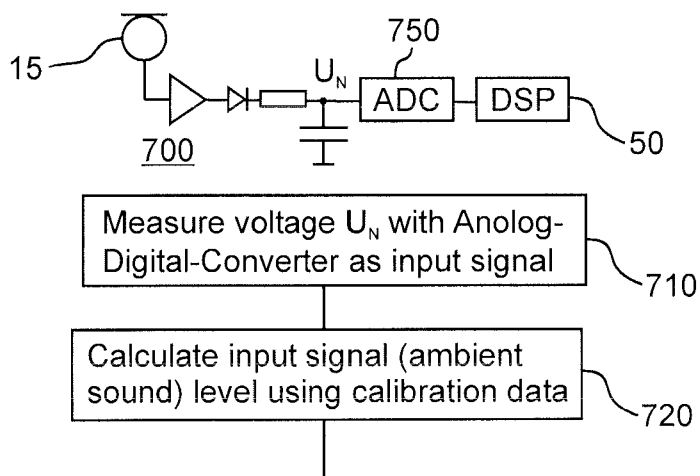 15
750
U_N
ADC
DSP
700
50
Measure voltage U_N with Anolog-
Digital-Converter as input signal
710
Calculate input signal (ambient
sound) level using calibration data
720